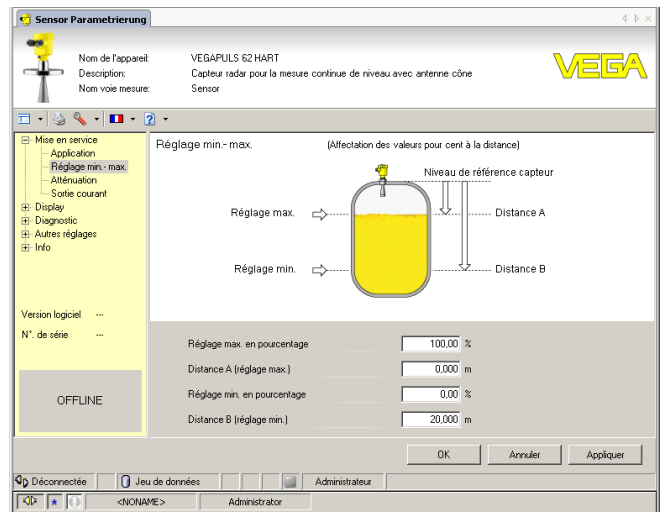 Sensor Parametrierung
Nom de l'appareil: VEGAPULS 62 HART
Description: Capteur radar pour la mesure continue de niveau avec antenne cône
Nom voie mesure: Sensor
VEGA
Mise en service
Application
Réglage min.- max.
Atténuation
Sortie courant
Display
Diagnostic
Autres réglages
Info
Version logiciel ---
N°. de série ---
OFFLINE
Réglage min.- max. (Affectation des valeurs pour cent à la distance)
Niveau de référence capteur
Réglage max. Distance A
Réglage min. Distance B
Réglage max. en pourcentage 100,00 %
Distance A (réglage max.) 0,000 m
Réglage min. en pourcentage 0,00 %
Distance B (réglage min.) 20,000 m
OK Annuler Appliquer
Déconnectée Jeu de données Administrateur
<NONAME> Administrator